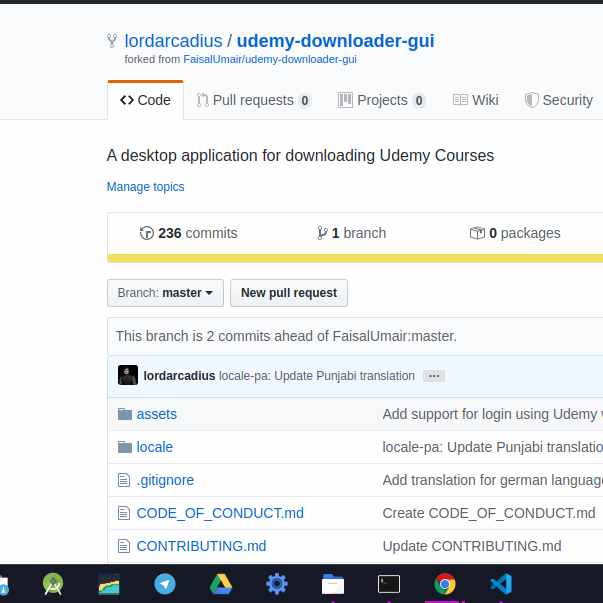 lordarcadius / udemy-downloader-gui
forked from FaisalUmair/udemy-downloader-gui
Code Pull requests 0 Projects 0 Wiki Security
A desktop application for downloading Udemy Courses
Manage topics
236 commits 1 branch 0 packages
Branch: master New pull request
This branch is 2 commits ahead of FaisalUmair:master.
lordarcadius locale-pa: Update Punjabi translation ...
assets Add support for login using Udemy
locale locale-pa: Update Punjabi translatio
.gitignore Add translation for german language
CODE_OF_CONDUCT.md Create CODE_OF_CONDUCT.md
CONTRIBUTING.md Update CONTRIBUTING.md